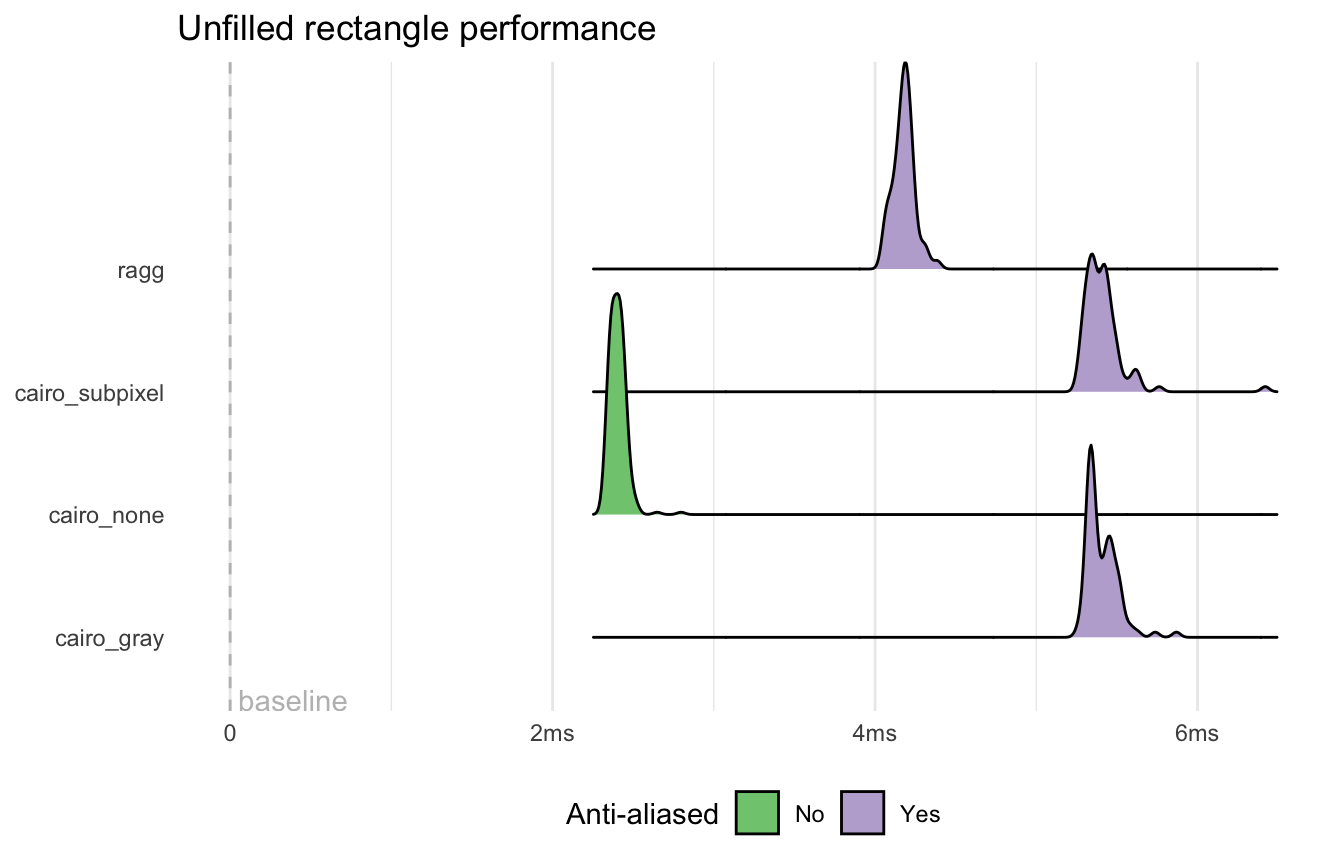 Unfilled rectangle performance
ragg
cairo_subpixel
cairo_none
cairo_gray
baseline
0 2ms 4ms 6ms
Anti-aliased No Yes